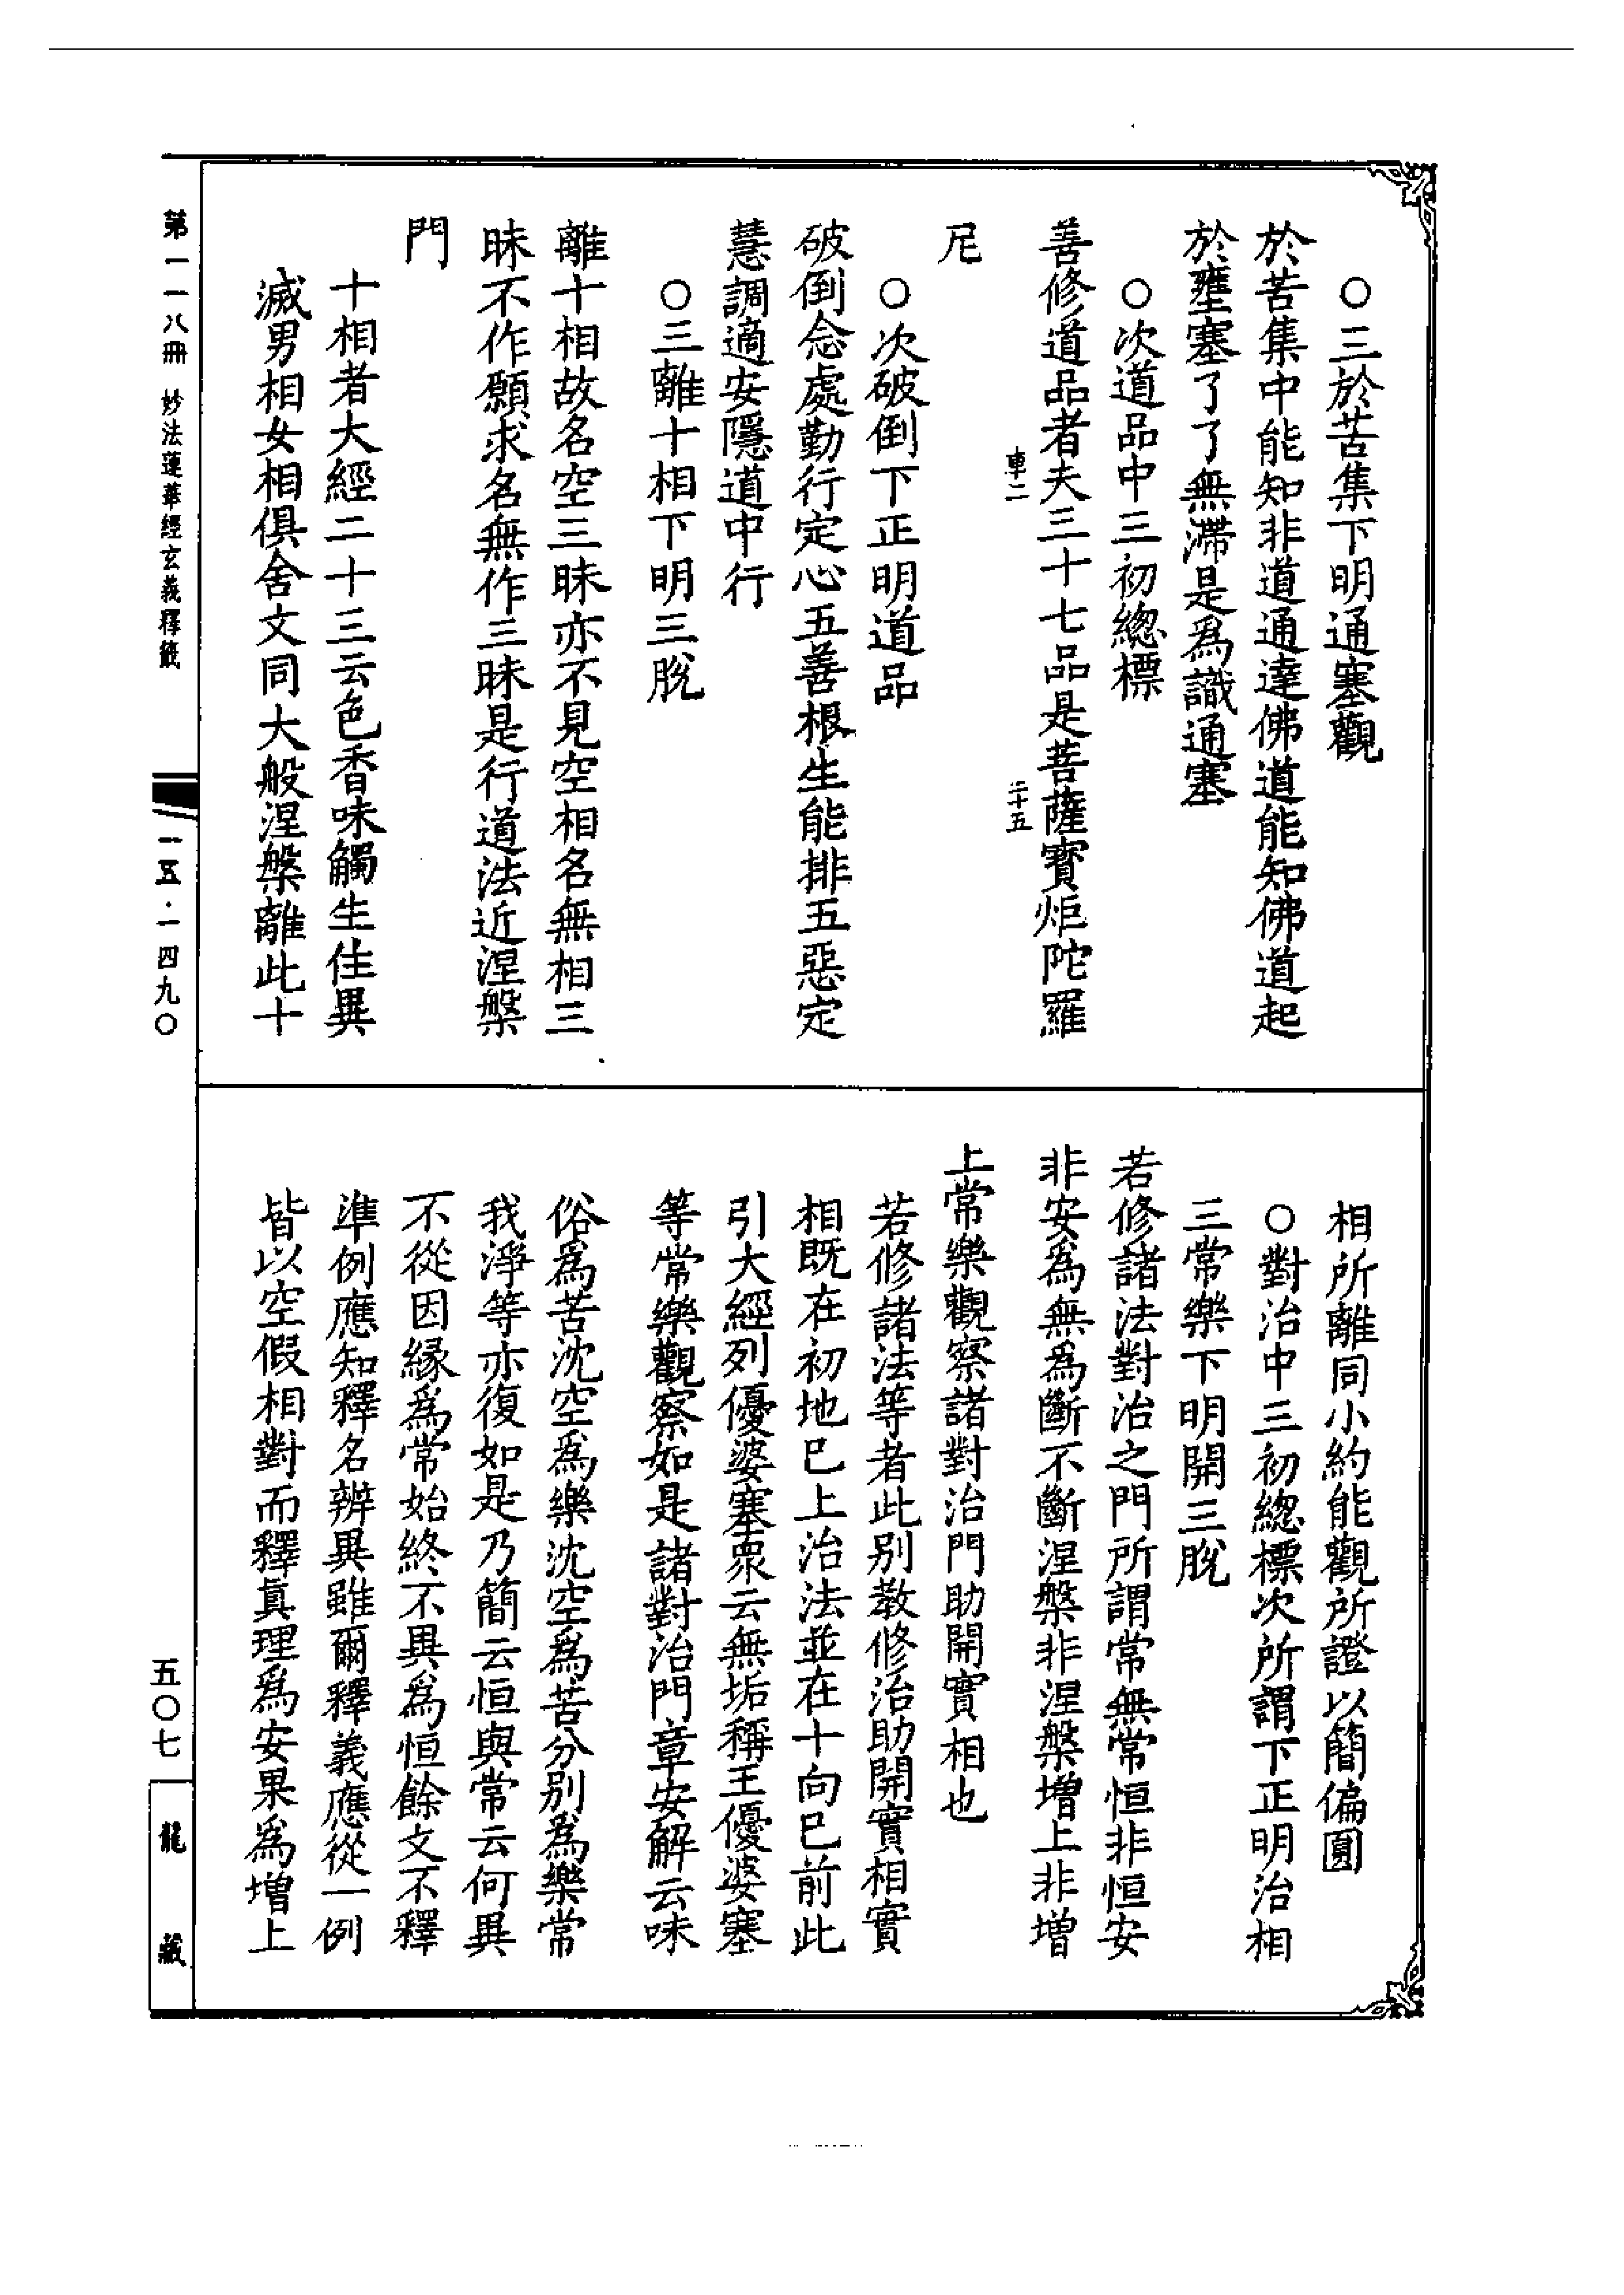 ○三於苦集下明通塞觀
於苦集中能知非道通達佛道能知佛道起
於壅塞了了無滯是爲識通塞
○次道品中三初總標
善修道品者夫三十七品是菩薩寶炬陀羅
車二 二十五
尼
○次破倒下正明道品
破倒念處勤行定心五善根生能排五惡定
慧調適安隱道中行
○三離十相下明三脫
離十相故名空三昧亦不見空相名無相三
昧不作願求名無作三昧是行道法近涅槃
門
十相者大經二十三云色香味觸生住異
滅男相女相俱舍文同大般涅槃離此十
相所離同小約能觀所證以簡偏圓
○對治中三初總標次所謂下正明治相
三常樂下明開三脫
若修諸法對治之門所謂常無常恒非恒安
非安爲無爲斷不斷涅槃非涅槃增上非增
上常樂觀察諸對治門助開實相也
若修諸法等者此別教修治助開實相實
相既在初地已上治法並在十向已前此
引大經列優婆塞衆云無垢稱王優婆塞
等常樂觀察如是諸對治門章安解云味
俗爲苦沈空爲樂沈空爲苦分別爲樂常
我淨等亦復如是乃簡云恒與常云何異
不從因緣爲常始終不異爲恒餘文不釋
準例應知釋名辨異雖爾釋義應從一例
皆以空假相對而釋真理爲安果爲增上
第一一八冊 妙法蓮華經玄義釋籤
一五·一四九〇
五〇七
龍藏